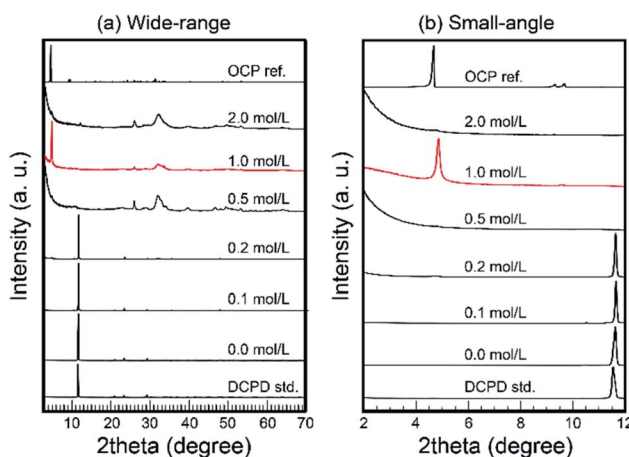 (a) Wide-range
(b) Small-angle
Intensity (a. u.)
OCP ref.
2.0 mol/L
1.0 mol/L
0.5 mol/L
0.2 mol/L
0.1 mol/L
0.0 mol/L
DCPD std.
10 20 30 40 50 60 70
2theta (degree)
Intensity (a. u.)
OCP ref.
2.0 mol/L
1.0 mol/L
0.5 mol/L
0.2 mol/L
0.1 mol/L
0.0 mol/L
DCPD std.
2 4 6 8 10 12
2theta (degree)